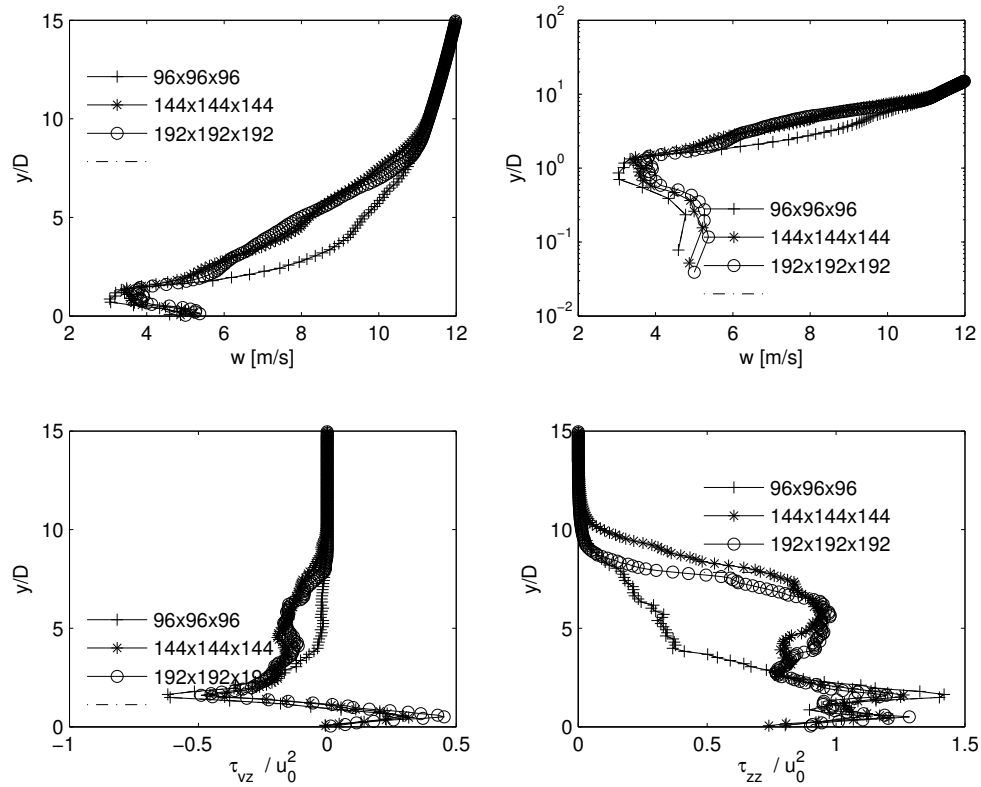 15
10
5
0
y/D
96x96x96
144x144x144
192x192x192
2 4 6 8 10 12
w [m/s]
10^2
10^1
10^0
10^−1
10^−2
y/D
96x96x96
144x144x144
192x192x192
2 4 6 8 10 12
w [m/s]
15
10
5
0
y/D
96x96x96
144x144x144
192x192x192
−1 −0.5 0 0.5
τ_vz / u_0^2
15
10
5
0
y/D
96x96x96
144x144x144
192x192x192
0 0.5 1 1.5
τ_zz / u_0^2